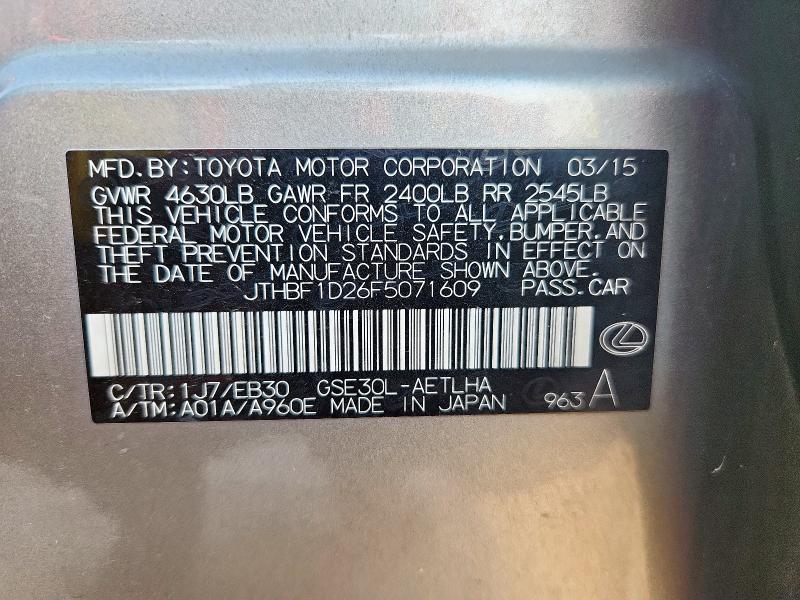 MFD.BY:TOYOTA MOTOR CORPORATION 03/15
GVWR 4630LB GAWR FR 2400LB RR 2545LB
THIS VEHICLE CONFORMS TO ALL APPLICABLE
FEDERAL MOTOR VEHICLE SAFETY,BUMPER,AND
THEFT PREVENTION STANDARDS IN EFFECT ON
THE DATE OF MANUFACTURE SHOWN ABOVE.
JTHBF1D26F5071609 PASS.CAR
C/TR:1J7/EB30 GSE30L-AETLHA
A/TM:A01A/A960E MADE IN JAPAN 963 A